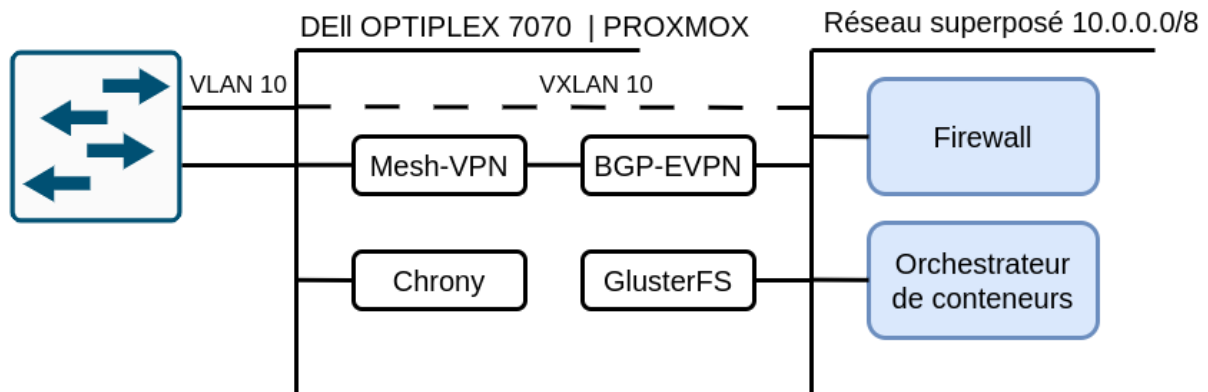 DEll OPTIPLEX 7070 | PROXMOX
Réseau superposé 10.0.0.0/8
VLAN 10
VXLAN 10
Firewall
Mesh-VPN
BGP-EVPN
Chrony
GlusterFS
Orchestrateur
de conteneurs